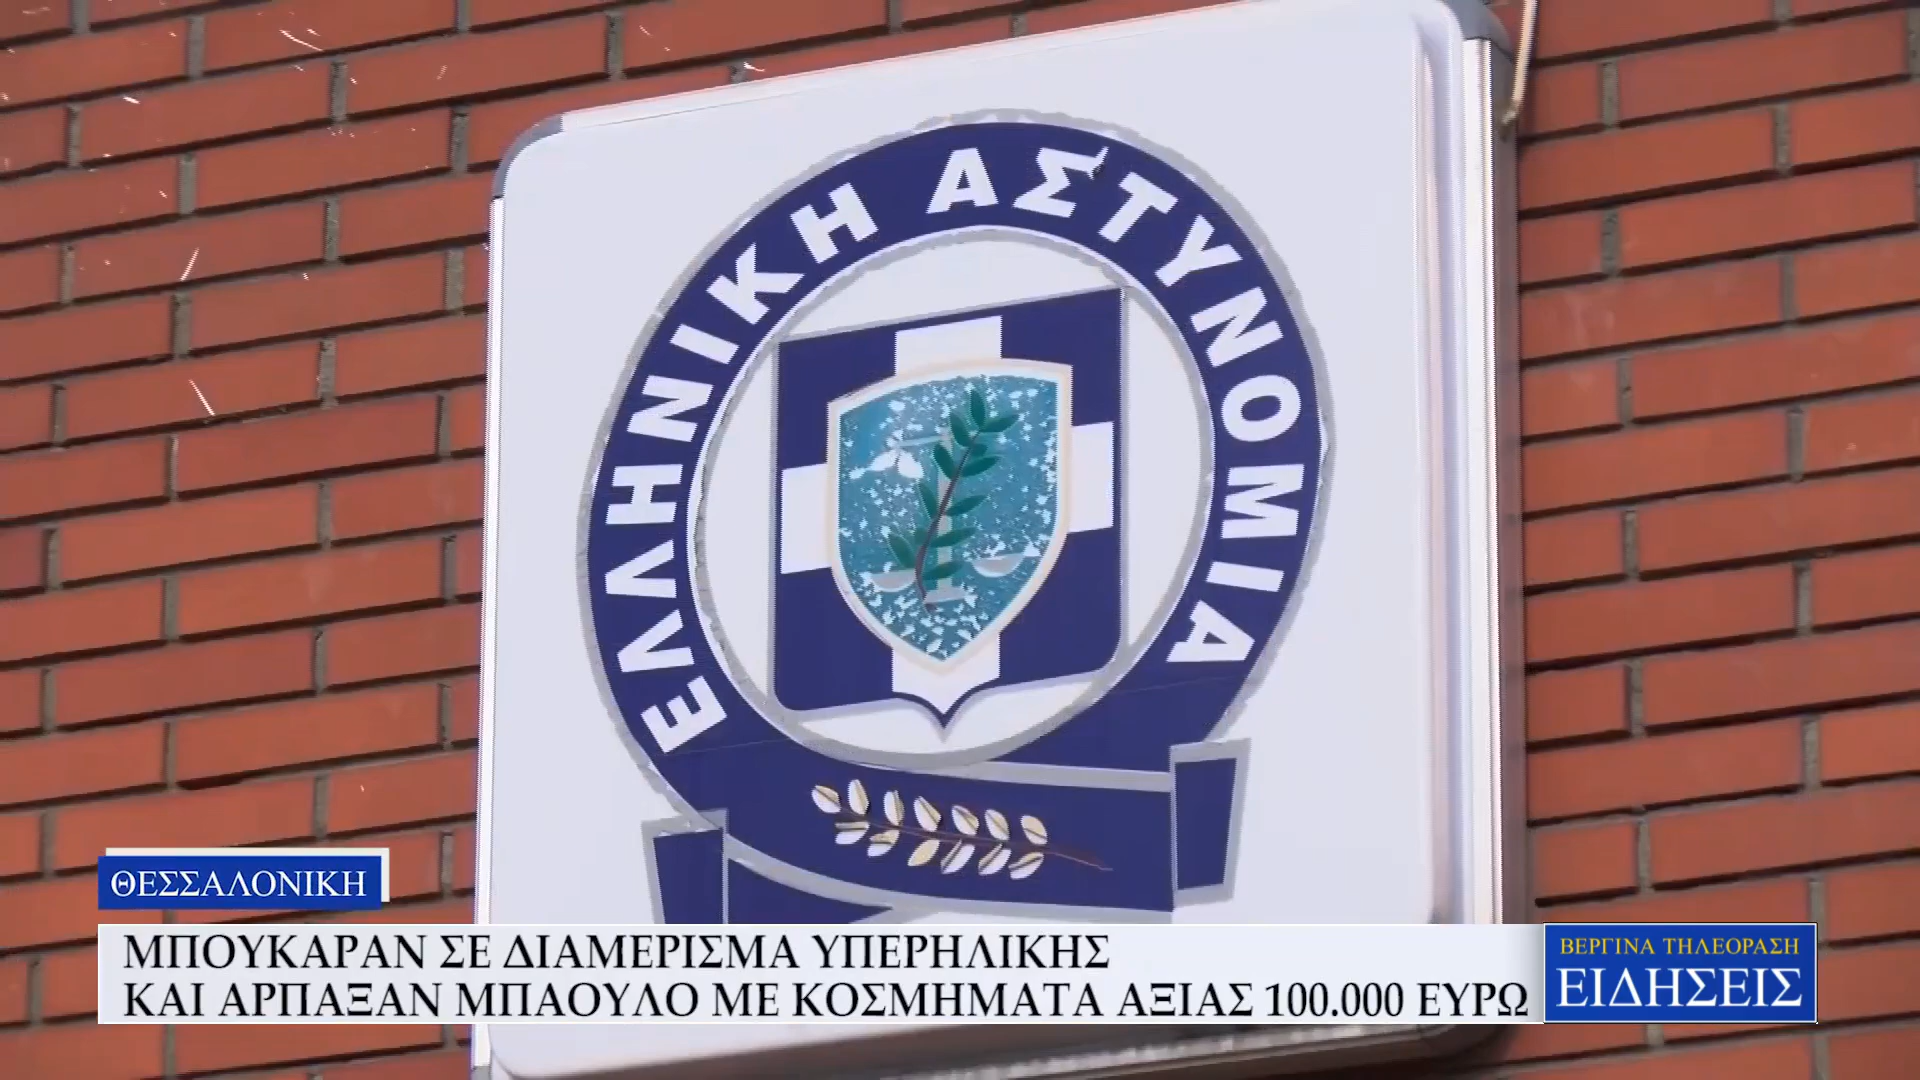 ΕΛΛΗΝΙΚΗ ΑΣΤΥΝΟΜΙΑ
ΘΕΣΣΑΛΟΝΙΚΗ
ΜΠΟΥΚΑΡΑΝ ΣΕ ΔΙΑΜΕΡΙΣΜΑ ΥΠΕΡΗΛΙΚΗΣ
ΚΑΙ ΑΡΠΑΞΑΝ ΜΠΑΟΥΛΟ ΜΕ ΚΟΣΜΗΜΑΤΑ ΑΞΙΑΣ 100.000 ΕΥΡΩ
ΒΕΡΓΙΝΑ ΤΗΛΕΟΡΑΣΗ
ΕΙΔΗΣΕΙΣ